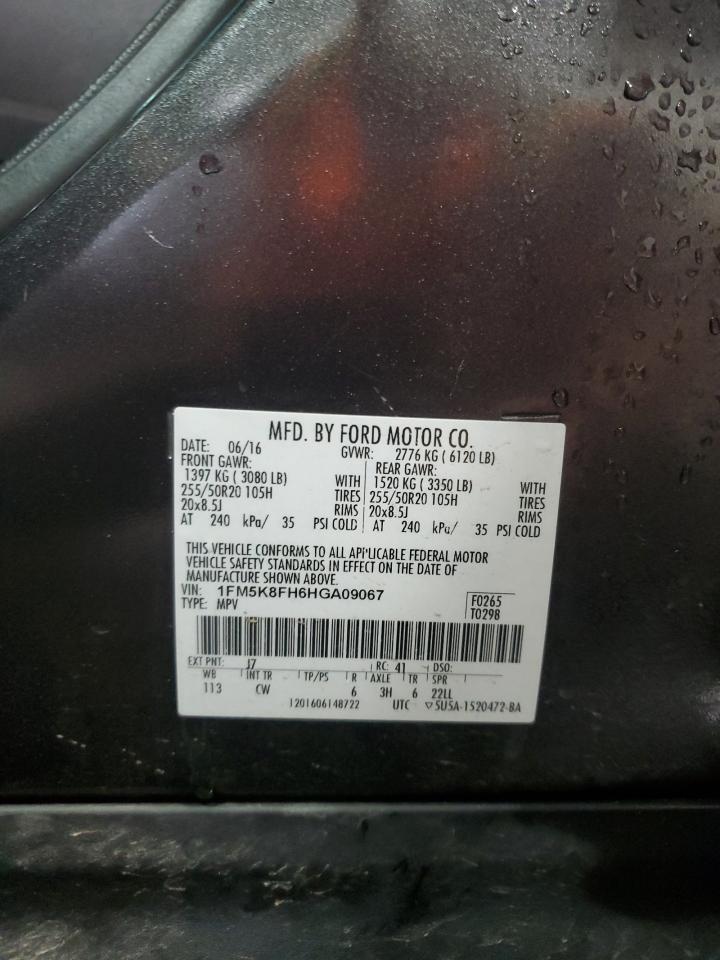 MFD. BY FORD MOTOR CO.
DATE: 06/16 GVWR: 2776 KG ( 6120 LB)
FRONT GAWR: REAR GAWR:
1397 KG ( 3080 LB) WITH 1520 KG ( 3350 LB) WITH
255/50R20 105H TIRES 255/50R20 105H TIRES
20x8.5J RIMS 20x8.5J RIMS
AT 240 kPa/ 35 PSI COLD AT 240 kPa/ 35 PSI COLD
THIS VEHICLE CONFORMS TO ALL APPLICABLE FEDERAL MOTOR
VEHICLE SAFETY STANDARDS IN EFFECT ON THE DATE OF
MANUFACTURE SHOWN ABOVE.
VIN: 1FM5K8FH6HGA09067 F0265
TYPE: MPV T0298
EXT PNT: J7 RC: 41 DSO:
WB INT TR TP/PS R AXLE TR SPR
113 CW 6 3H 6 22LL
1201606148722 UTC ▽5U5A-1520472-BA